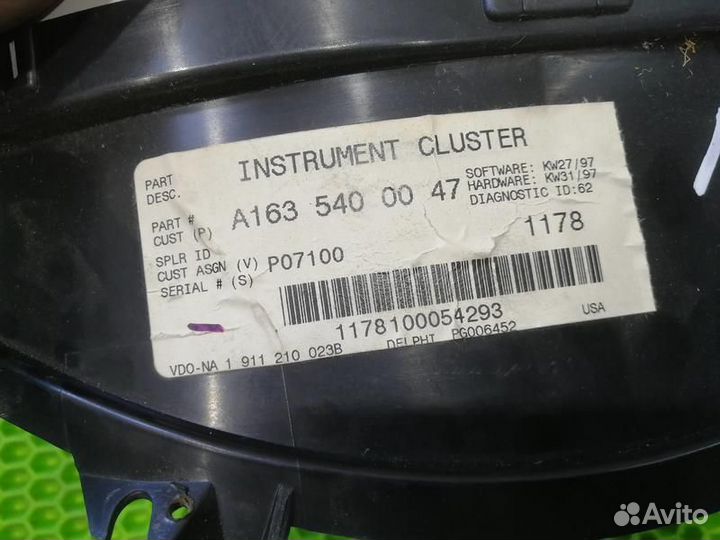 PART DESC. INSTRUMENT CLUSTER
PART # CUST (P) A163 540 00 47
SOFTWARE: KW27/97
HARDWARE: KW31/97
DIAGNOSTIC ID:62
SPLR ID 1178
CUST ASGN (V) P07100
SERIAL # (S)
1178100054293
USA
VDO-NA 1 911 210 023B DELPHI PG006452
Avito